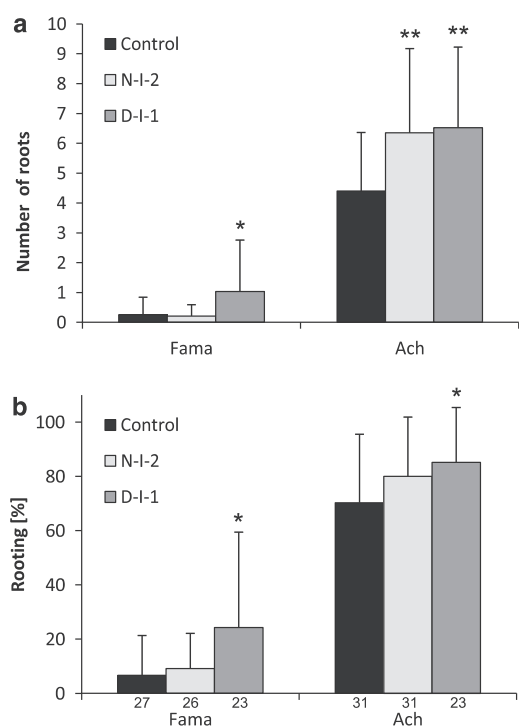 a
Number of roots
10
9
8
7
6
5
4
3
2
1
0
Control
N-I-2
D-I-1
*
** **
Fama Ach
b
Rooting [%]
100
80
60
40
20
0
Control
N-I-2
D-I-1
*
*
27 26 23 31 31 23
Fama Ach